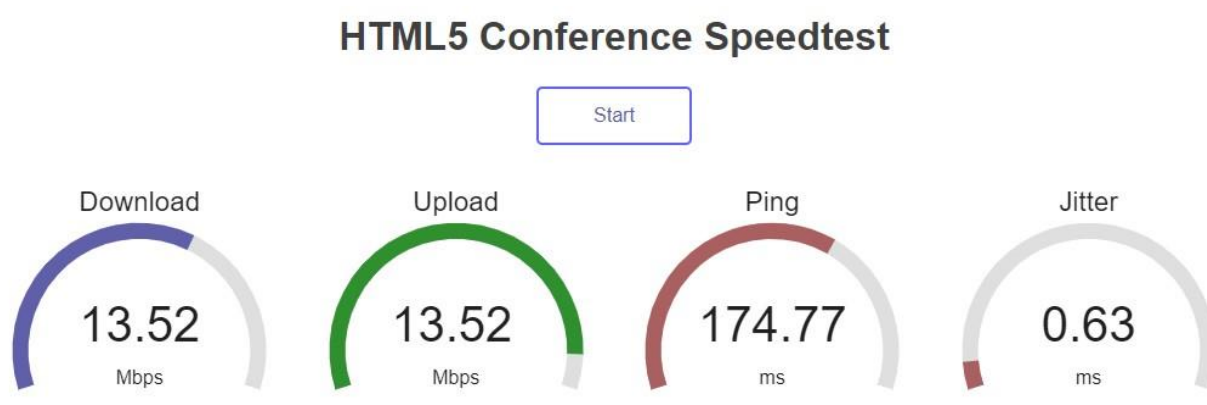 HTML5 Conference Speedtest
Start
Download Upload Ping Jitter
13.52 13.52 174.77 0.63
Mbps Mbps ms ms